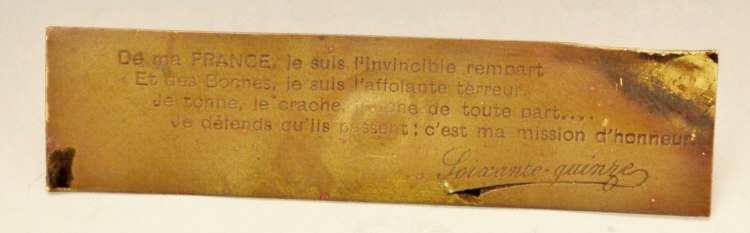 De ma FRANCE, je suis l'Invincible rempart
Et des Boches, je suis l'affolante terreur.
Je tonne, je crache, de toute part....
Je défends qu'ils passent ; c'est ma mission d'honneur
Soixante-quinze